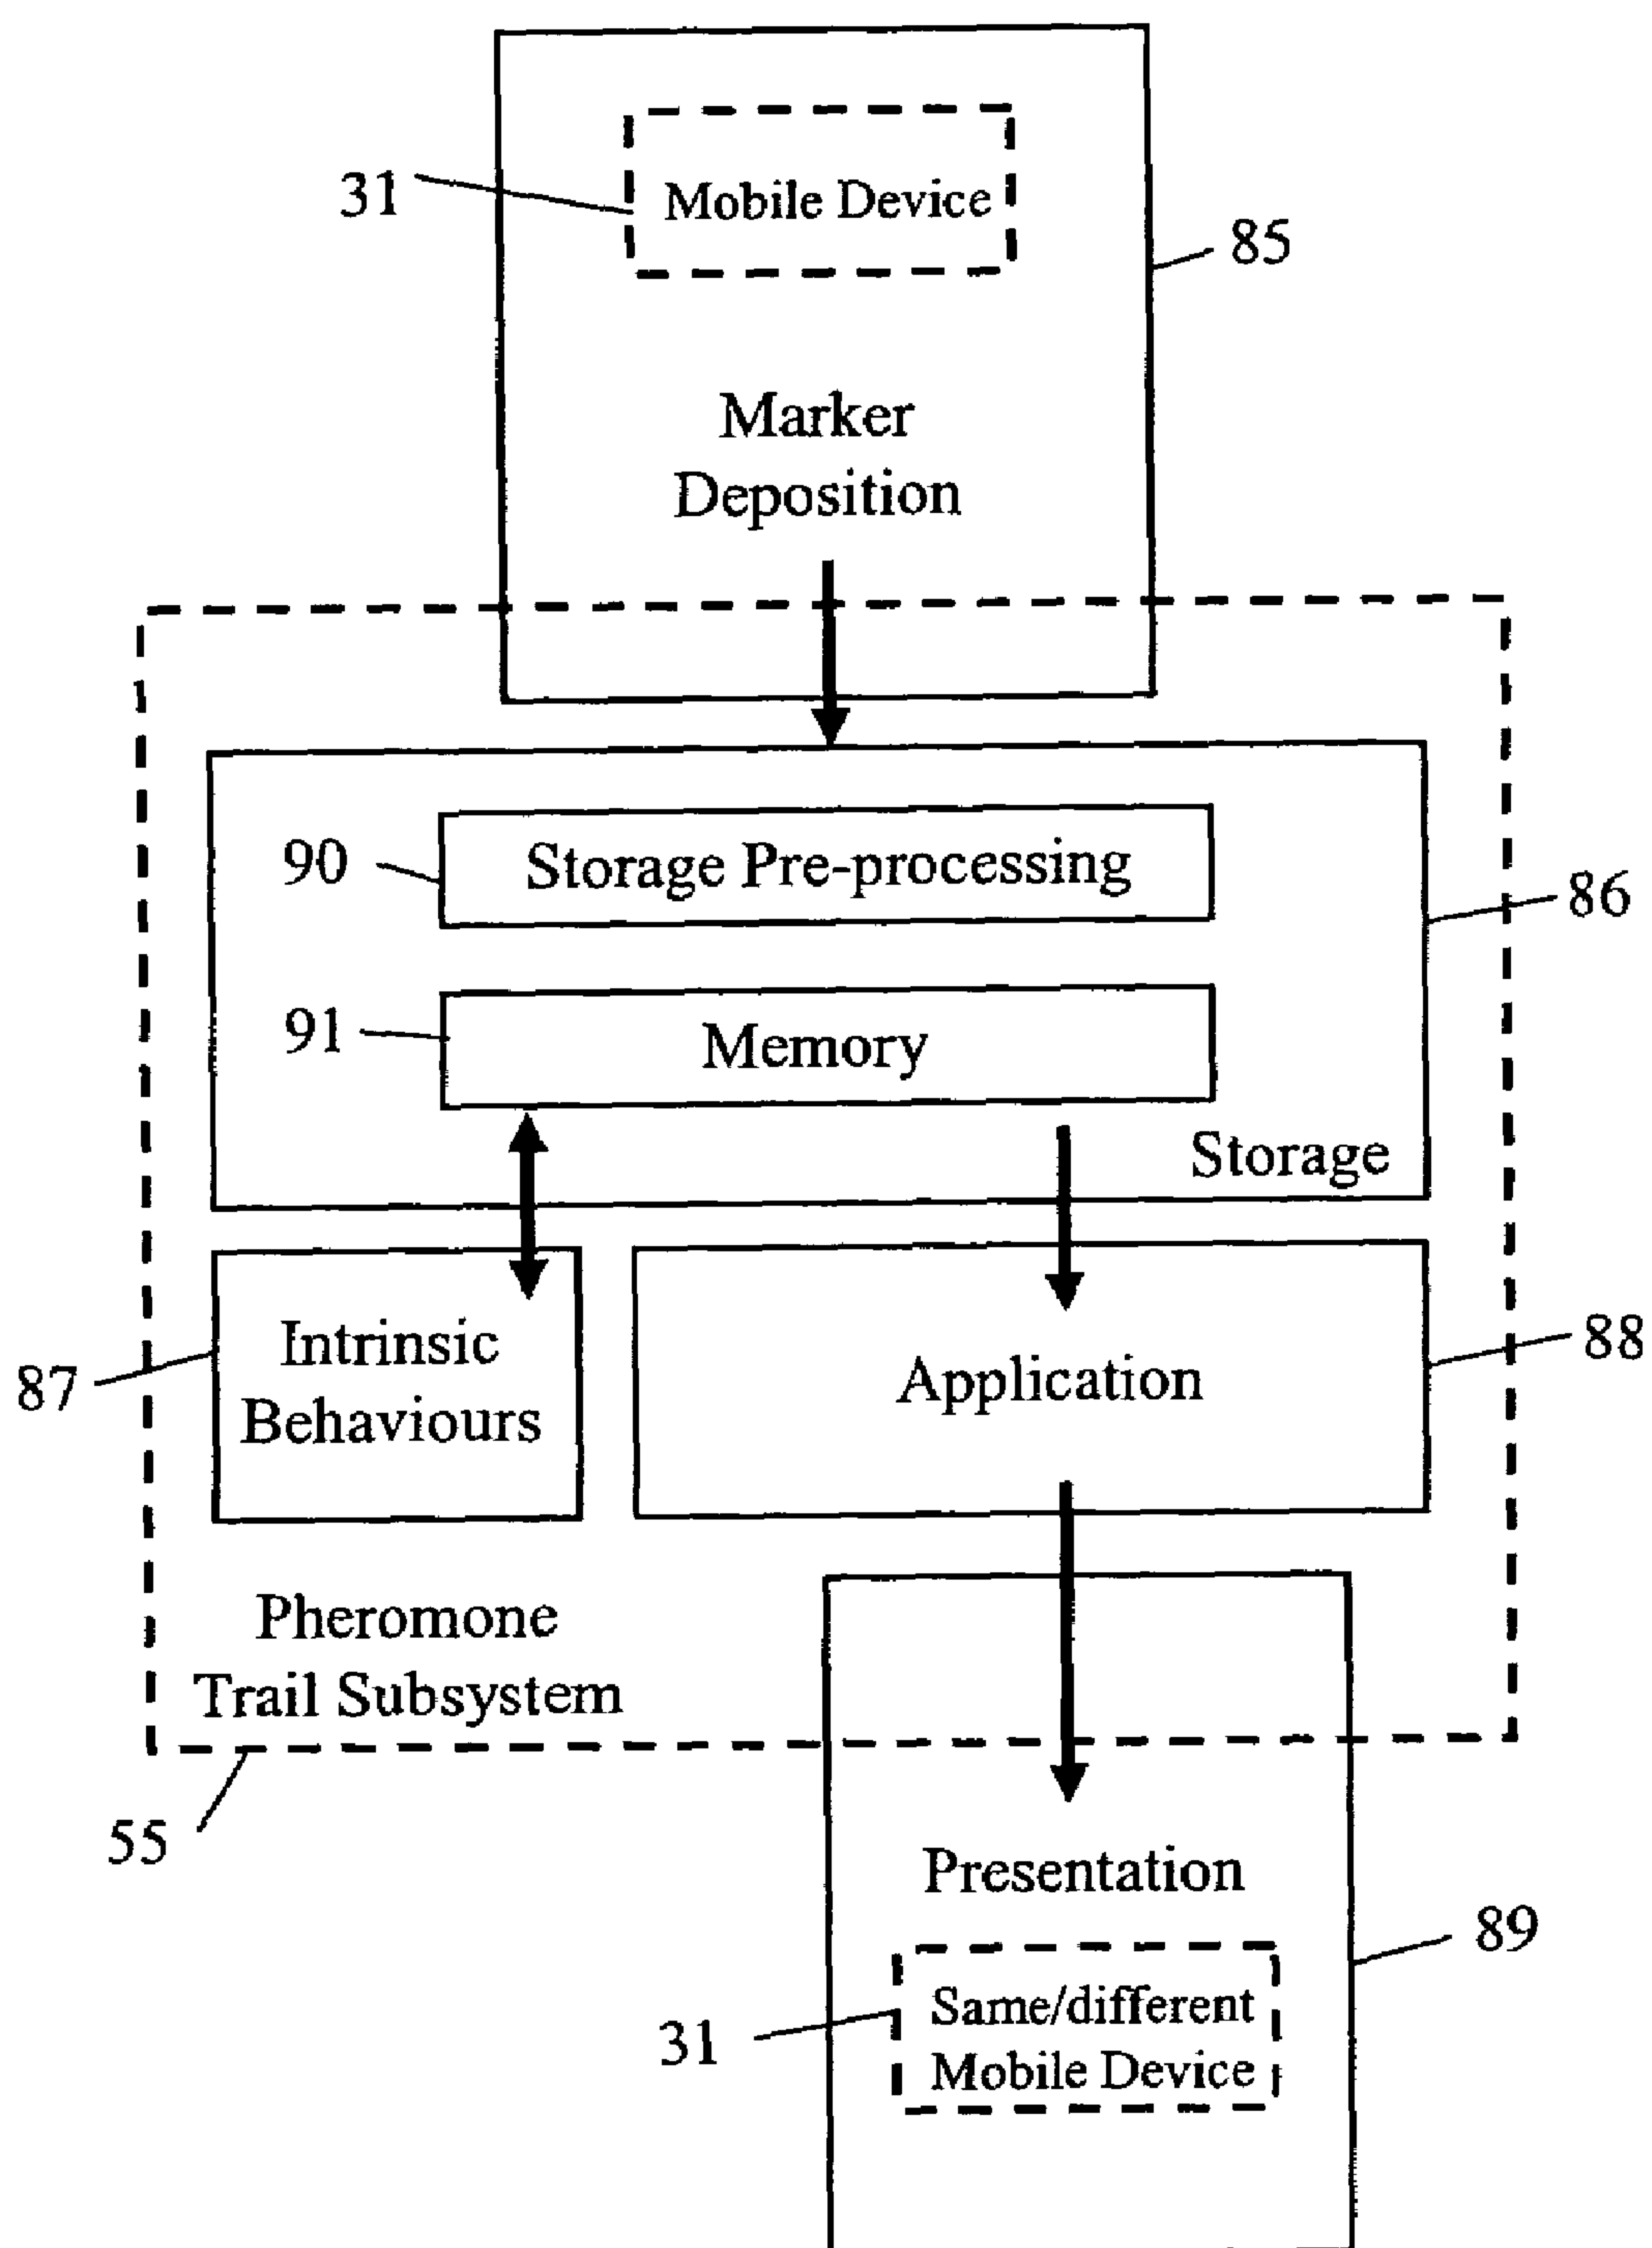 31
Mobile Device
85
Marker
Deposition
90
Storage Pre-processing
86
91
Memory
Storage
87
Intrinsic
Behaviours
Application
88
Pheromone
Trail Subsystem
55
Presentation
89
31
Same/different
Mobile Device